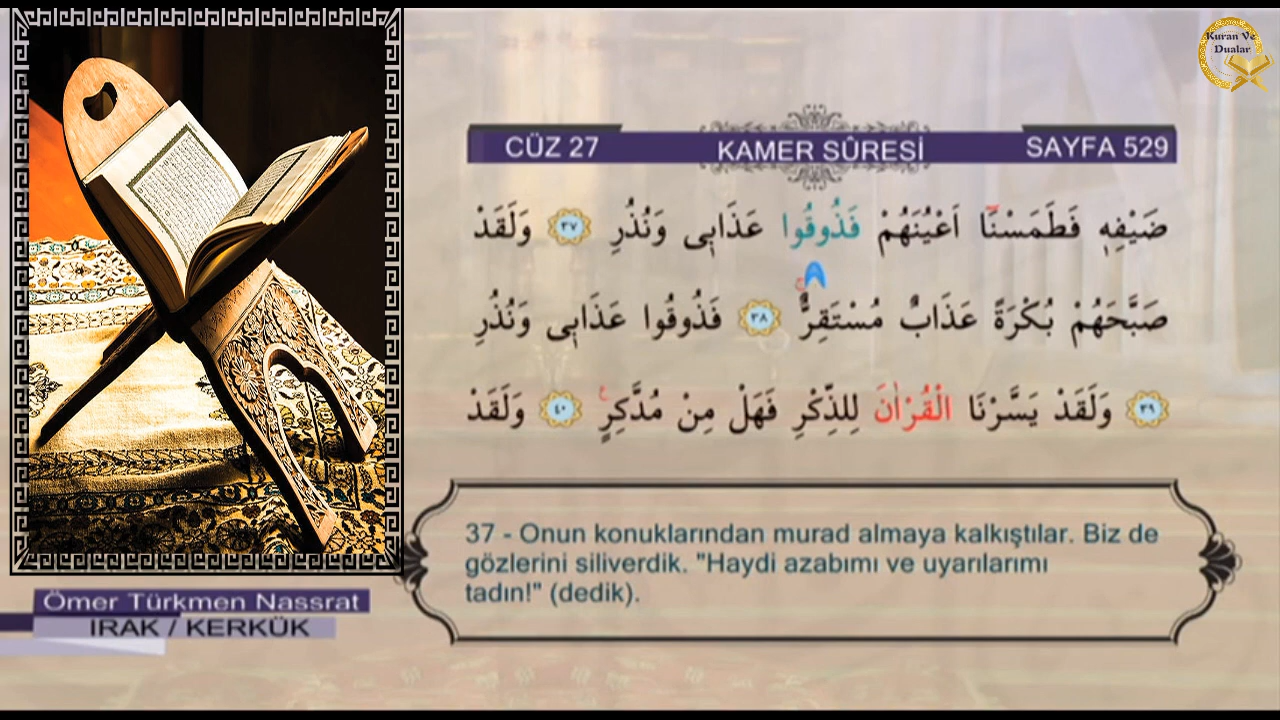 Kuran Ve
Dualar
CÜZ 27
KAMER SÛRESİ
SAYFA 529
ضَيْفِه۪ فَطَمَسْنَٓا اَعْيُنَهُمْ فَذُوقُوا عَذَاب۪ى وَنُذُرِ ﴿٣٧﴾ وَلَقَدْ
صَبَّحَهُمْ بُكْرَةً عَذَابٌ مُسْتَقِرٌّۚ ﴿٣٨﴾ فَذُوقُوا عَذَاب۪ى وَنُذُرِ
﴿٣٩﴾ وَلَقَدْ يَسَّرْنَا الْقُرْاٰنَ لِلذِّكْرِ فَهَلْ مِنْ مُدَّكِرٍۚ ﴿٤٠﴾ وَلَقَدْ
37 - Onun konuklarından murad almaya kalkıştılar. Biz de
gözlerini siliverdik. "Haydi azabımı ve uyarılarımı
tadın!" (dedik).
Ömer Türkmen Nassrat
IRAK / KERKÜK